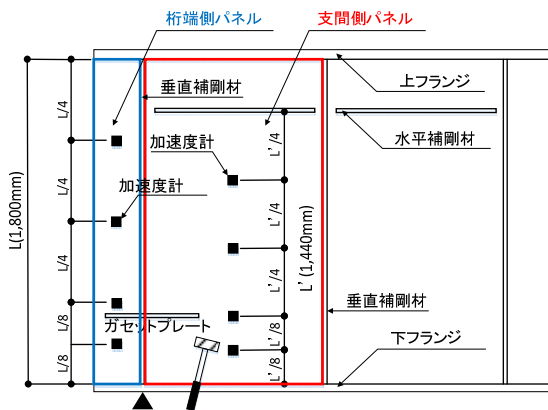 桁端側パネル
支間側パネル
上フランジ
垂直補剛材
水平補剛材
加速度計
加速度計
L/4
L/4
L/4
L/8
L/8
L(1,800mm)
L'/4
L'/4
L'/4
L'/8
L'/8
L'(1,440mm)
垂直補剛材
ガセットプレート
下フランジ